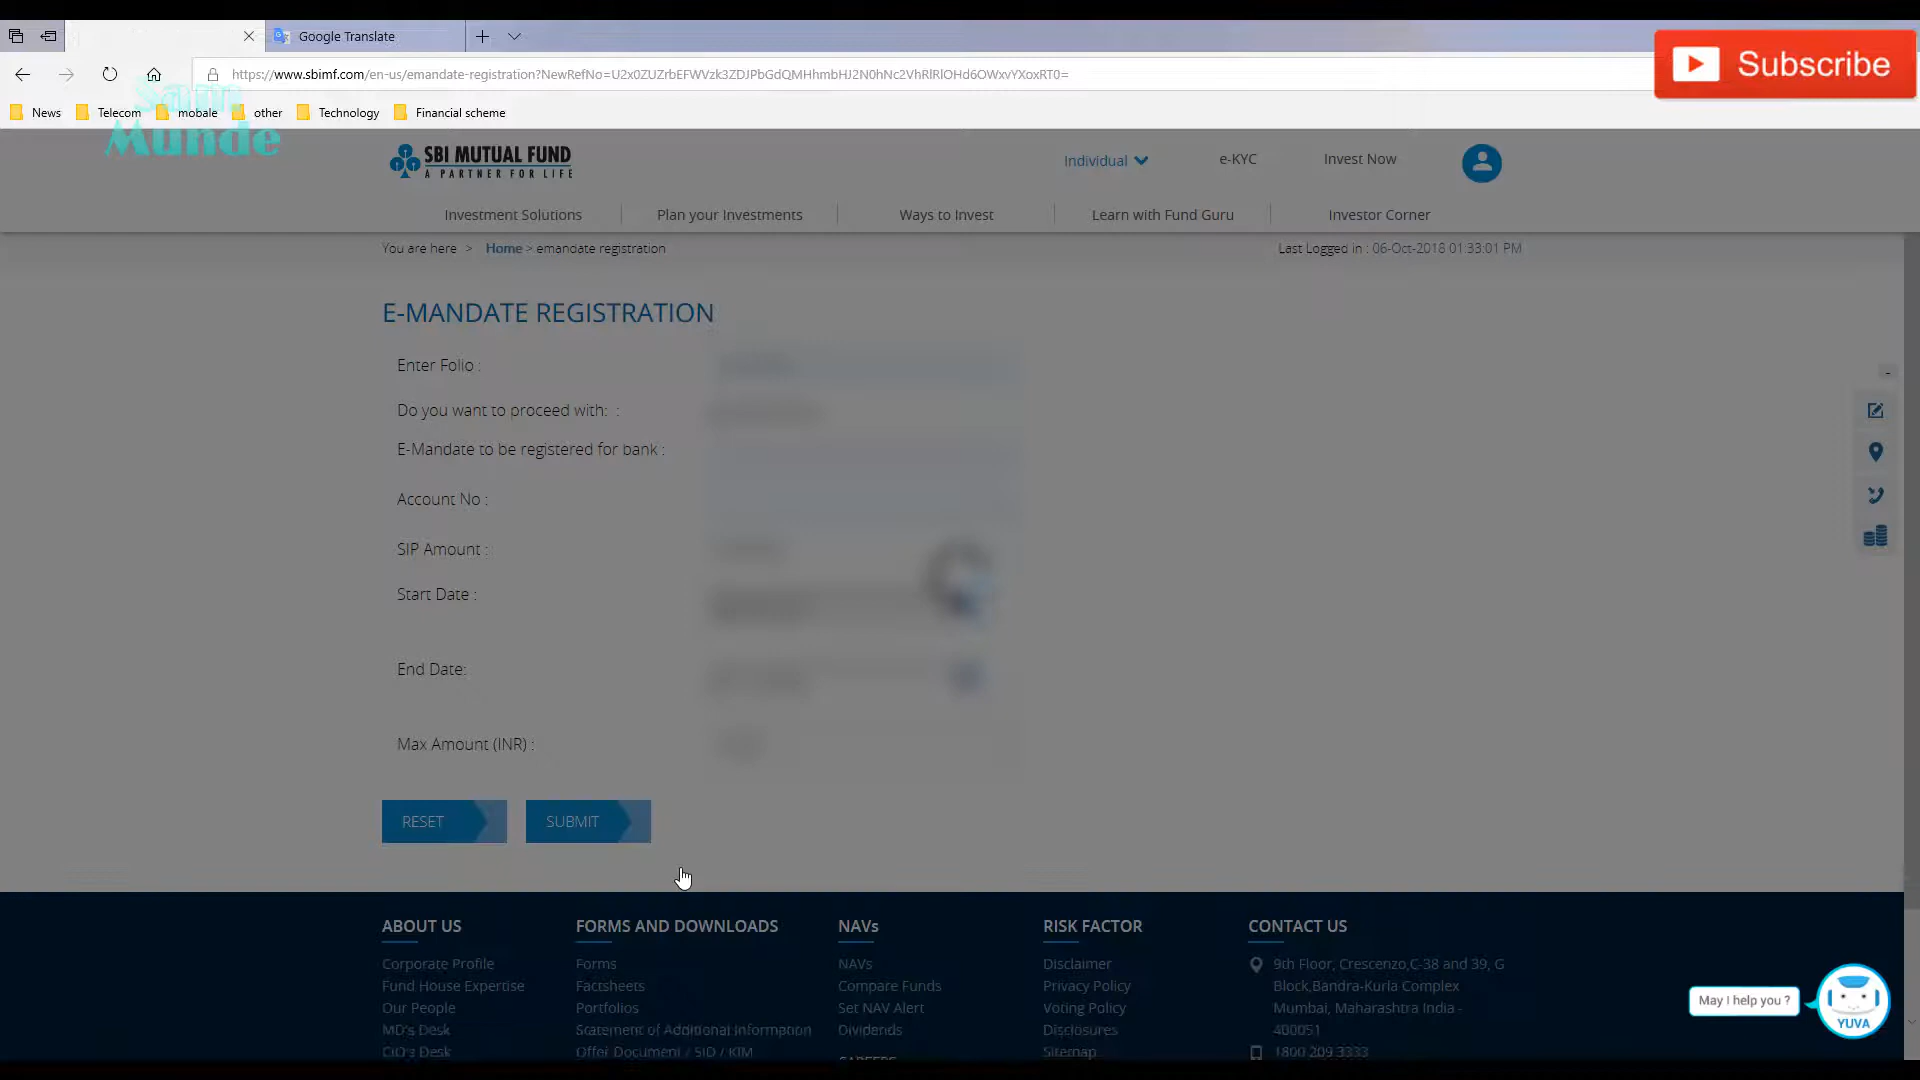 Google Translate
https://www.sbimf.com/en-us/emandate-registration?NewRefNo=U2x0ZUZrbEFWVzk3ZDJPbGdQMHhmbHJ2N0hNc2VhRlRlOHd6OWxvYXoxRT0=
Subscribe
News Telecom mobale other Technology Financial scheme
Sam
Munde
SBI MUTUAL FUND
A PARTNER FOR LIFE
Individual e-KYC Invest Now
Investment Solutions Plan your Investments Ways to Invest Learn with Fund Guru Investor Corner
You are here > Home > emandate registration
Last Logged in : 06-Oct-2018 01:33:01 PM
E-MANDATE REGISTRATION
Enter Folio :
Do you want to proceed with: :
E-Mandate to be registered for bank :
Account No :
SIP Amount :
Start Date :
End Date:
Max Amount (INR) :
RESET SUBMIT
ABOUT US
Corporate Profile
Fund House Expertise
Our People
MD's Desk
CIO's Desk
FORMS AND DOWNLOADS
Forms
Factsheets
Portfolios
Statement of Additional Information
Offer Document / SID / KIM
NAVs
NAVs
Compare Funds
Set NAV Alert
Dividends
CAREERS
RISK FACTOR
Disclaimer
Privacy Policy
Voting Policy
Disclosures
Sitemap
CONTACT US
9th Floor, Crescenzo,C-38 and 39, G
Block,Bandra-Kurla Complex
Mumbai, Maharashtra India -
400051
1800 209 3333
May I help you ?
YUVA